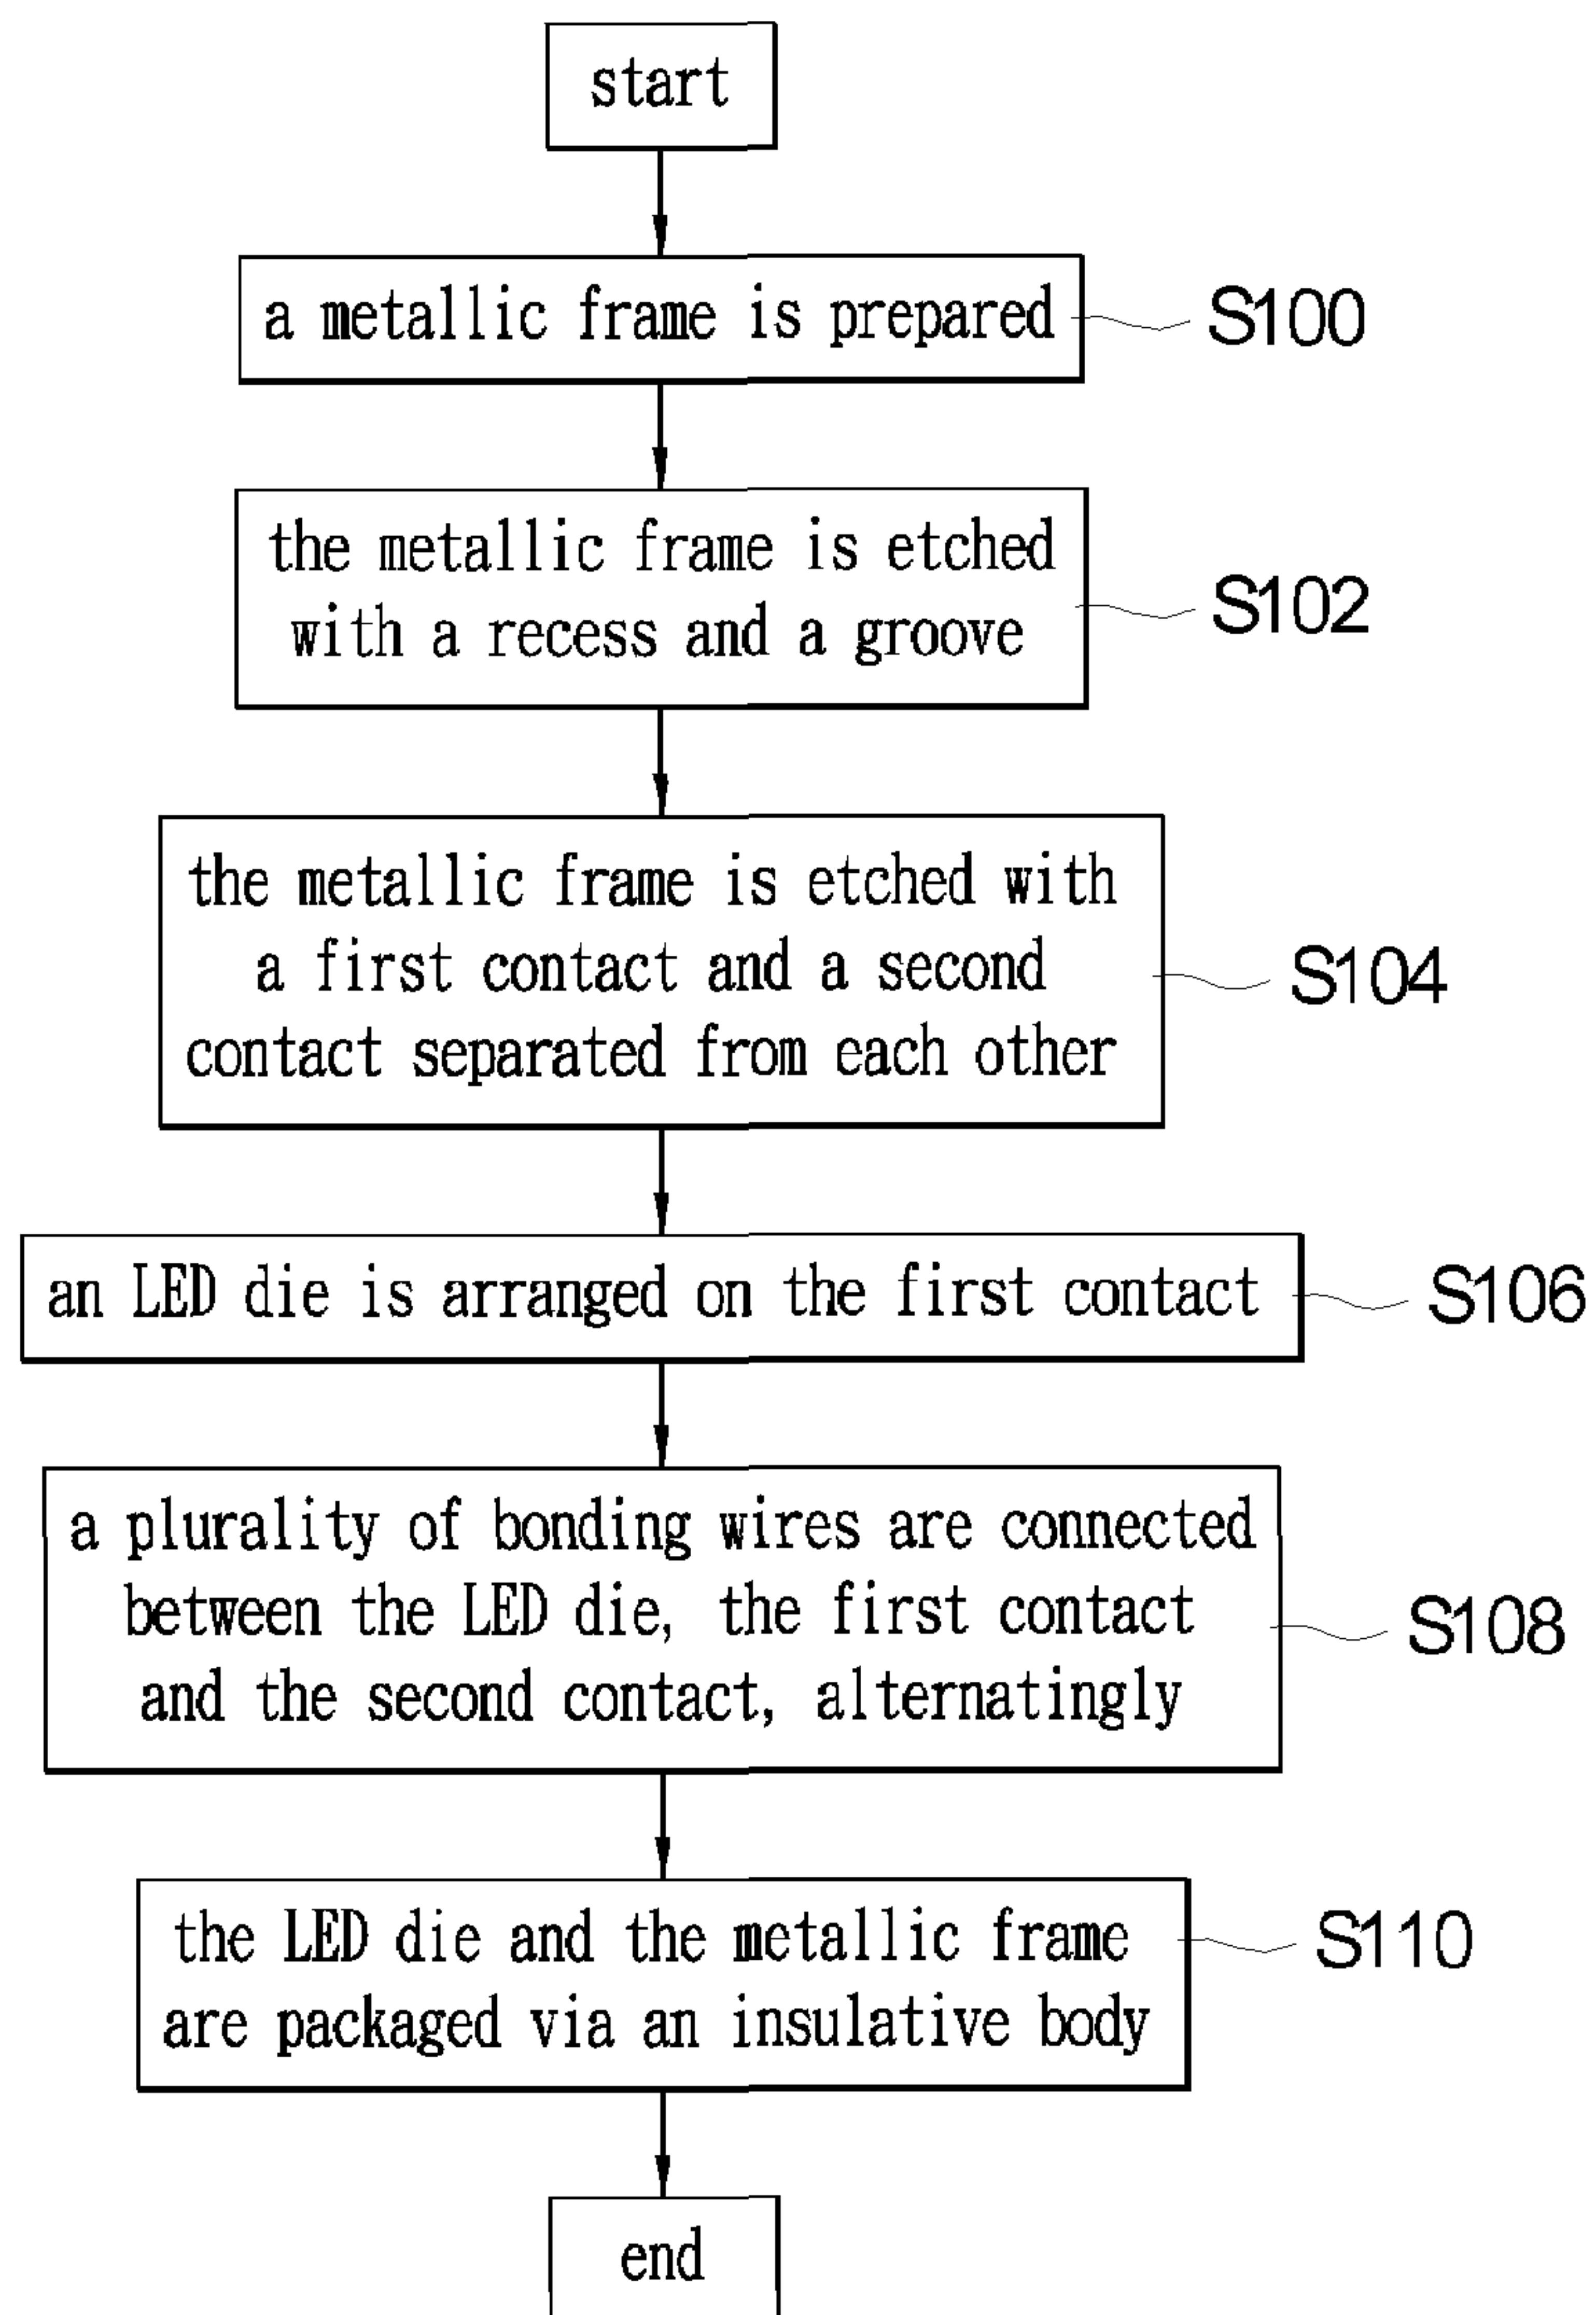 start
a metallic frame is prepared
S100
the metallic frame is etched
with a recess and a groove
S102
the metallic frame is etched with
a first contact and a second
contact separated from each other
S104
an LED die is arranged on the first contact
S106
a plurality of bonding wires are connected
between the LED die, the first contact
and the second contact, alternatingly
S108
the LED die and the metallic frame
are packaged via an insulative body
S110
end